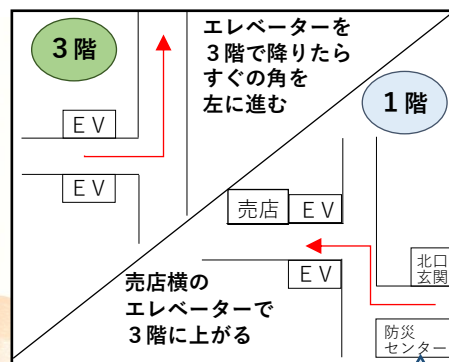 3階
エレベーターを
3階で降りたら
すぐの角を
左に進む
1階
EV
EV
売店
EV
EV
北口
玄関
売店横の
エレベーターで
3階に上がる
防災
センター